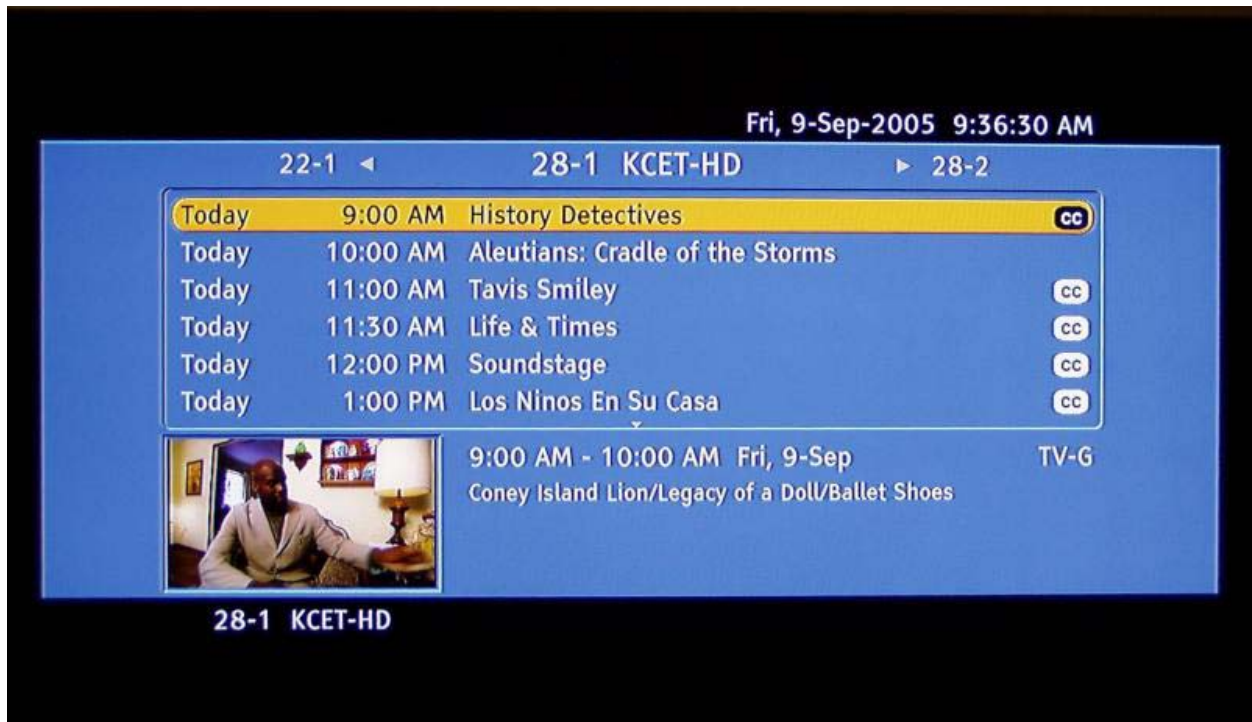 Fri, 9-Sep-2005 9:36:30 AM
22-1 ◄ 28-1 KCET-HD ► 28-2
Today 9:00 AM History Detectives CC
Today 10:00 AM Aleutians: Cradle of the Storms
Today 11:00 AM Tavis Smiley CC
Today 11:30 AM Life & Times CC
Today 12:00 PM Soundstage CC
Today 1:00 PM Los Ninos En Su Casa CC
9:00 AM - 10:00 AM Fri, 9-Sep TV-G
Coney Island Lion/Legacy of a Doll/Ballet Shoes
28-1 KCET-HD